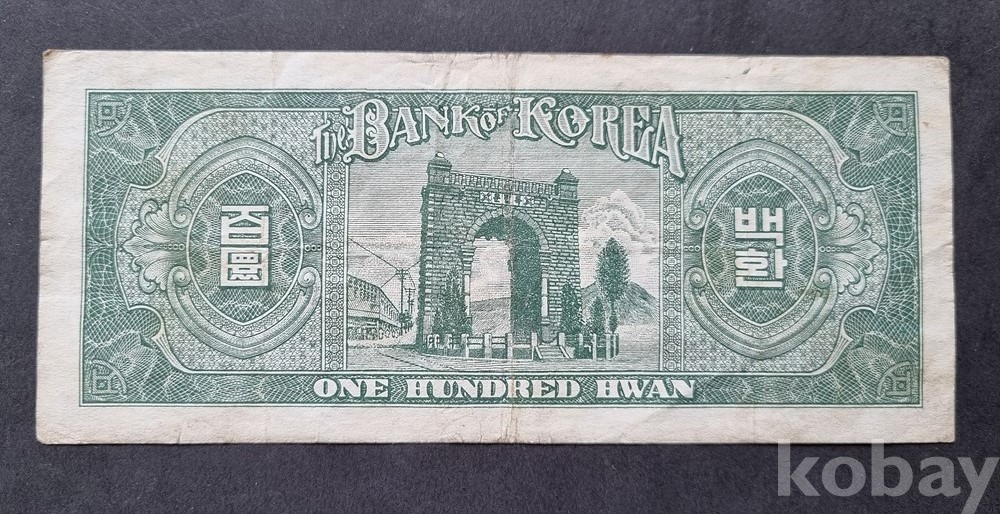 The BANK OF KOREA
百圜
백환
ONE HUNDRED HWAN
kobay